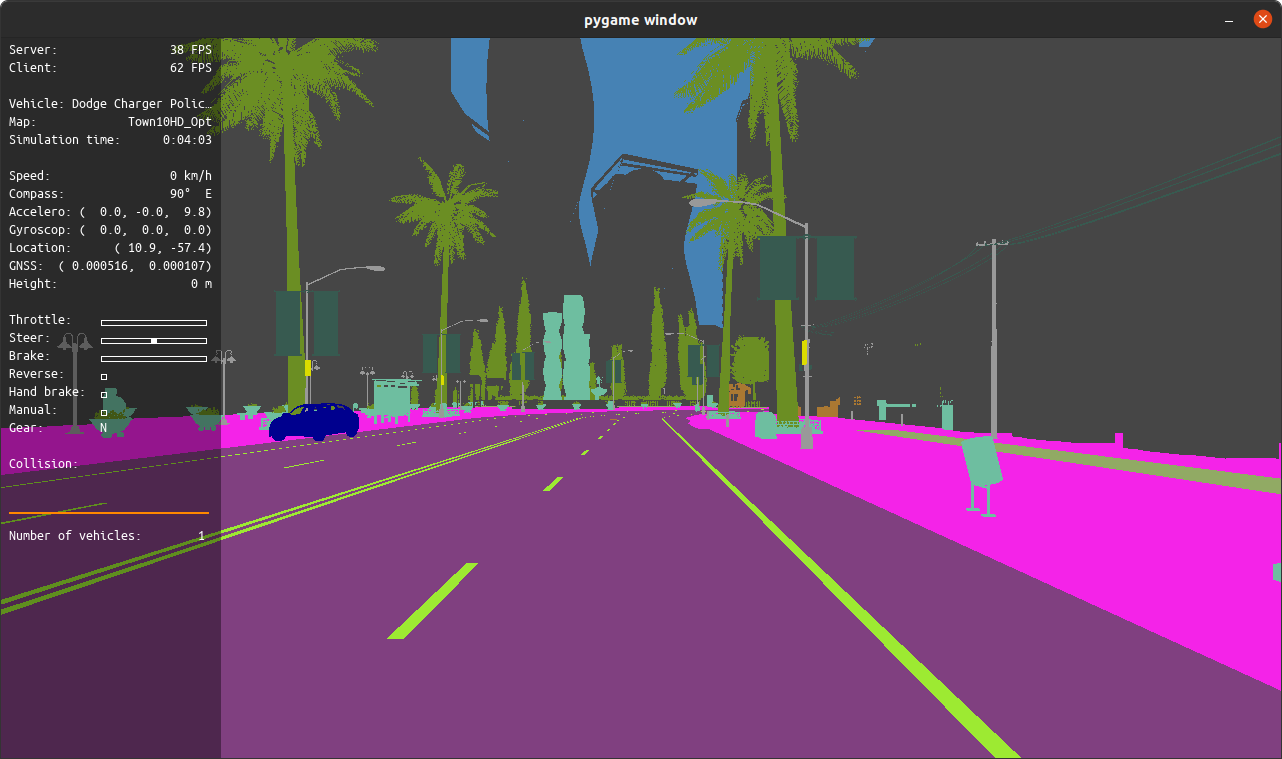 pygame window
Server: 38 FPS
Client: 62 FPS
Vehicle: Dodge Charger Polic…
Map: Town10HD_Opt
Simulation time: 0:04:03
Speed: 0 km/h
Compass: 90° E
Accelero: ( 0.0, -0.0, 9.8)
Gyroscop: ( 0.0, 0.0, 0.0)
Location: ( 10.9, -57.4)
GNSS: ( 0.000516, 0.000107)
Height: 0 m
Throttle:
Steer:
Brake:
Reverse:
Hand brake:
Manual:
Gear: N
Collision:
Number of vehicles: 1